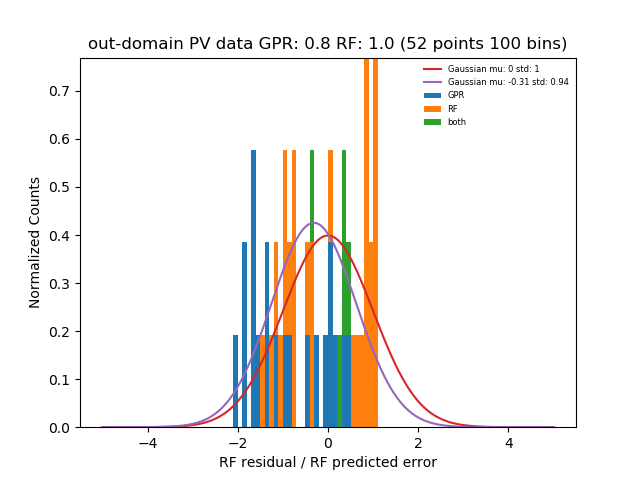 out-domain PV data GPR: 0.8 RF: 1.0 (52 points 100 bins)
Gaussian mu: 0 std: 1
Gaussian mu: -0.31 std: 0.94
GPR
RF
both
Normalized Counts
0.7
0.6
0.5
0.4
0.3
0.2
0.1
0.0
−4
−2
0
2
4
RF residual / RF predicted error